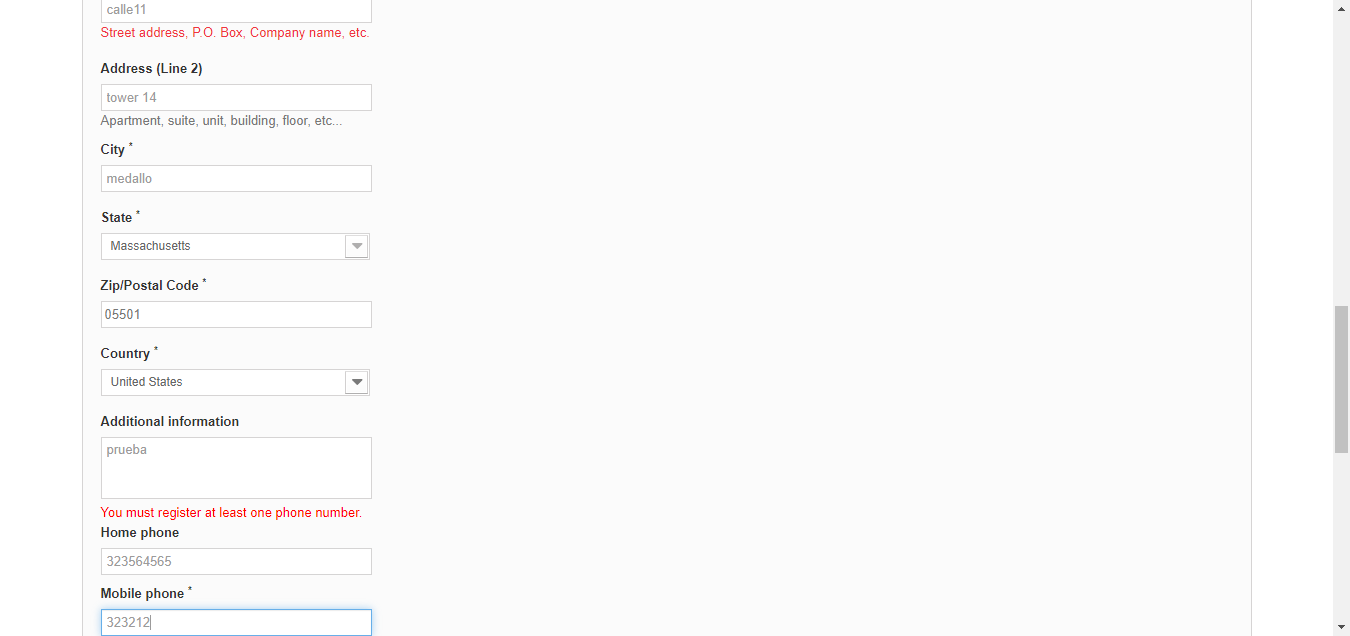 calle11
Street address, P.O. Box, Company name, etc.
Address (Line 2)
tower 14
Apartment, suite, unit, building, floor, etc...
City *
medallo
State *
Massachusetts
Zip/Postal Code *
05501
Country *
United States
Additional information
prueba
You must register at least one phone number.
Home phone
323564565
Mobile phone *
323212